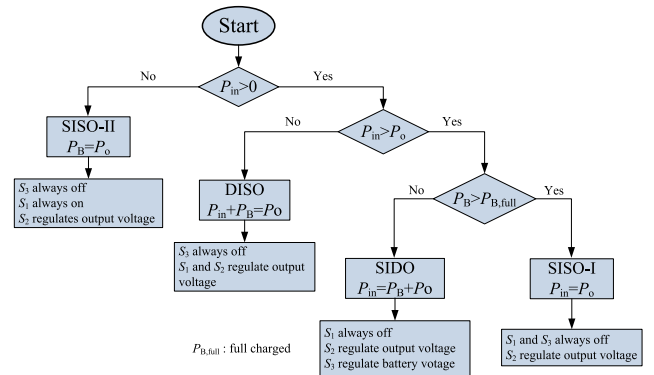 Start
No
Yes
P_in>0
SISO-II
P_B=P_o
No
Yes
P_in>P_o
S_3 always off
S_1 always on
S_2 regulates output voltage
DISO
P_in+P_B=Po
No
Yes
P_B>P_B,full
S_3 always off
S_1 and S_2 regulate output
voltage
SIDO
P_in=P_B+Po
SISO-I
P_in=P_o
P_B,full : full charged
S_1 always off
S_2 regulate output voltage
S_3 regulate battery votage
S_1 and S_3 always off
S_2 regulate output voltage